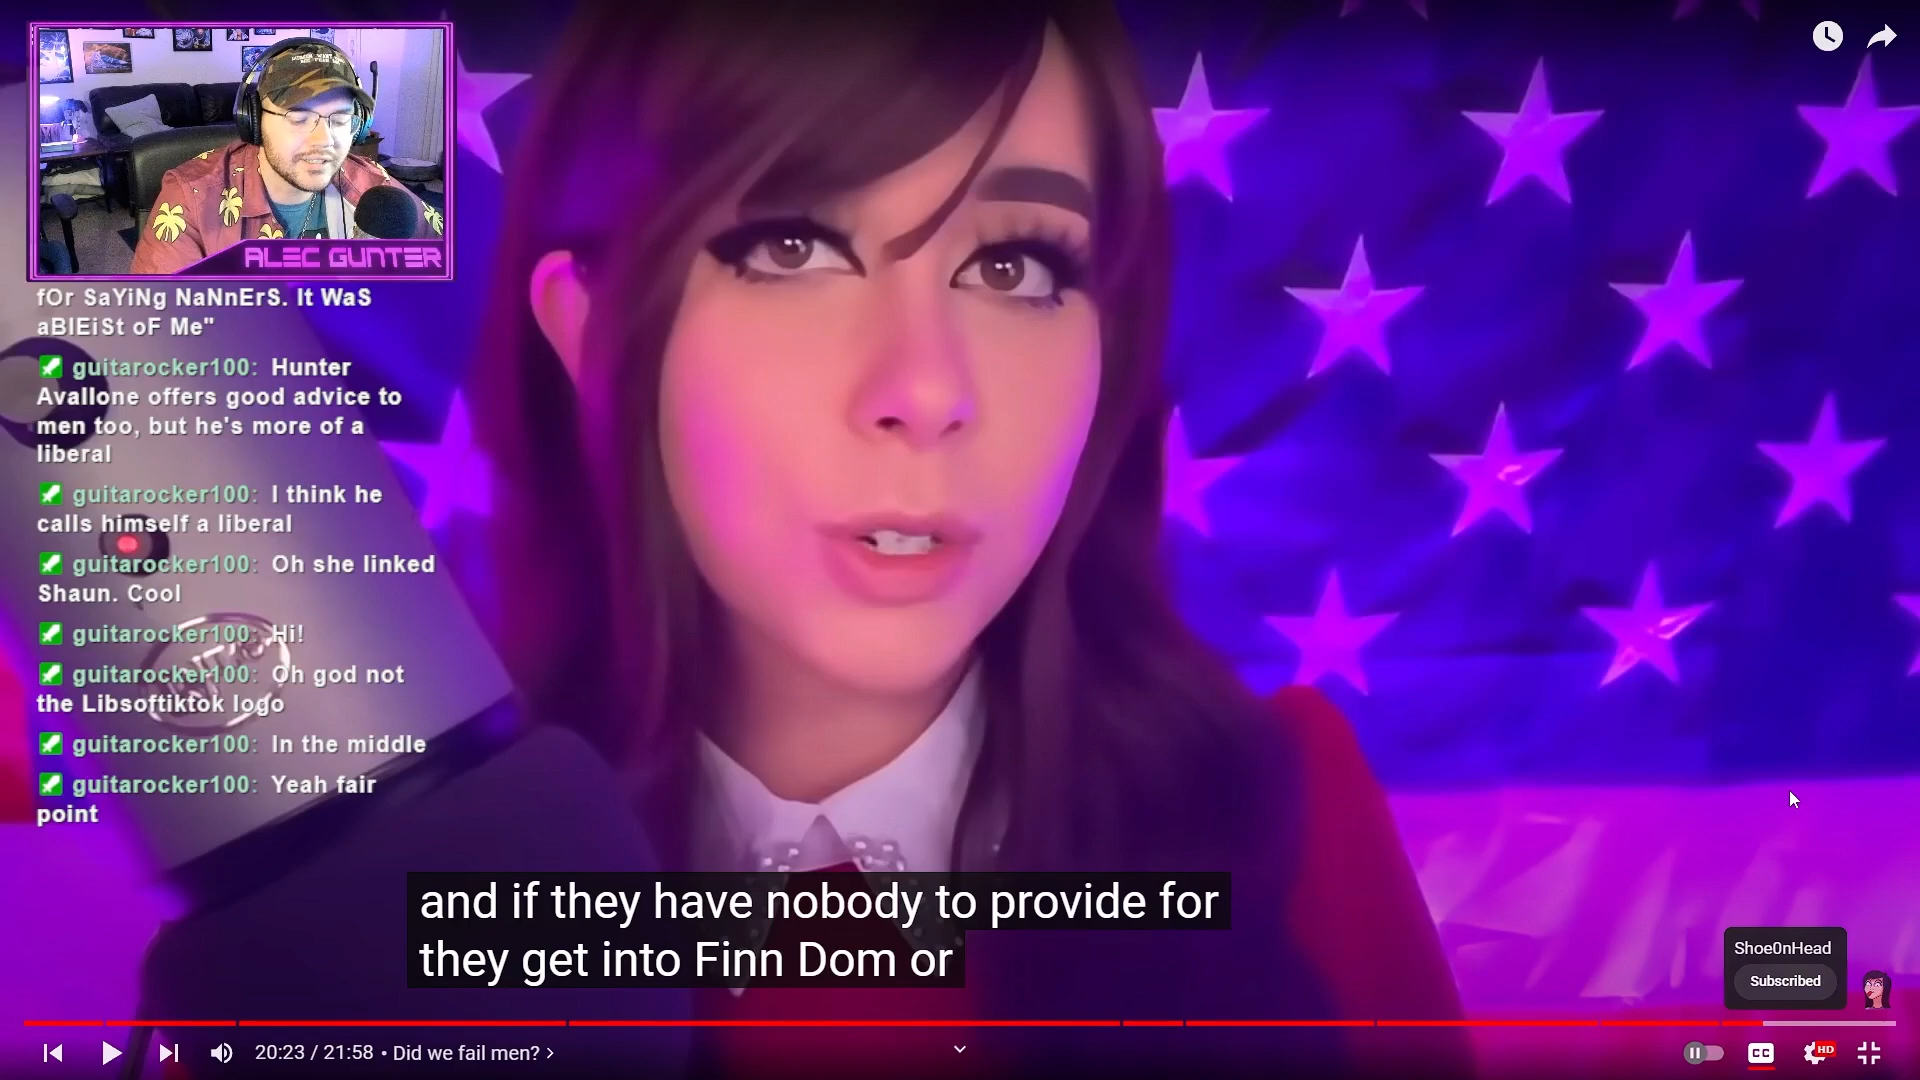 ALEC GUNTER
fOr SaYiNg NaNnErS. It WaS
aBlEiSt oF Me"
guitarocker100: Hunter
Avallone offers good advice to
men too, but he's more of a
liberal
guitarocker100: I think he
calls himself a liberal
guitarocker100: Oh she linked
Shaun. Cool
guitarocker100: Hi!
guitarocker100: Oh god not
the Libsoftiktok logo
guitarocker100: In the middle
guitarocker100: Yeah fair
point
and if they have nobody to provide for
they get into Finn Dom or
Shoe0nHead
Subscribed
20:23 / 21:58 • Did we fail men? >
CC
HD